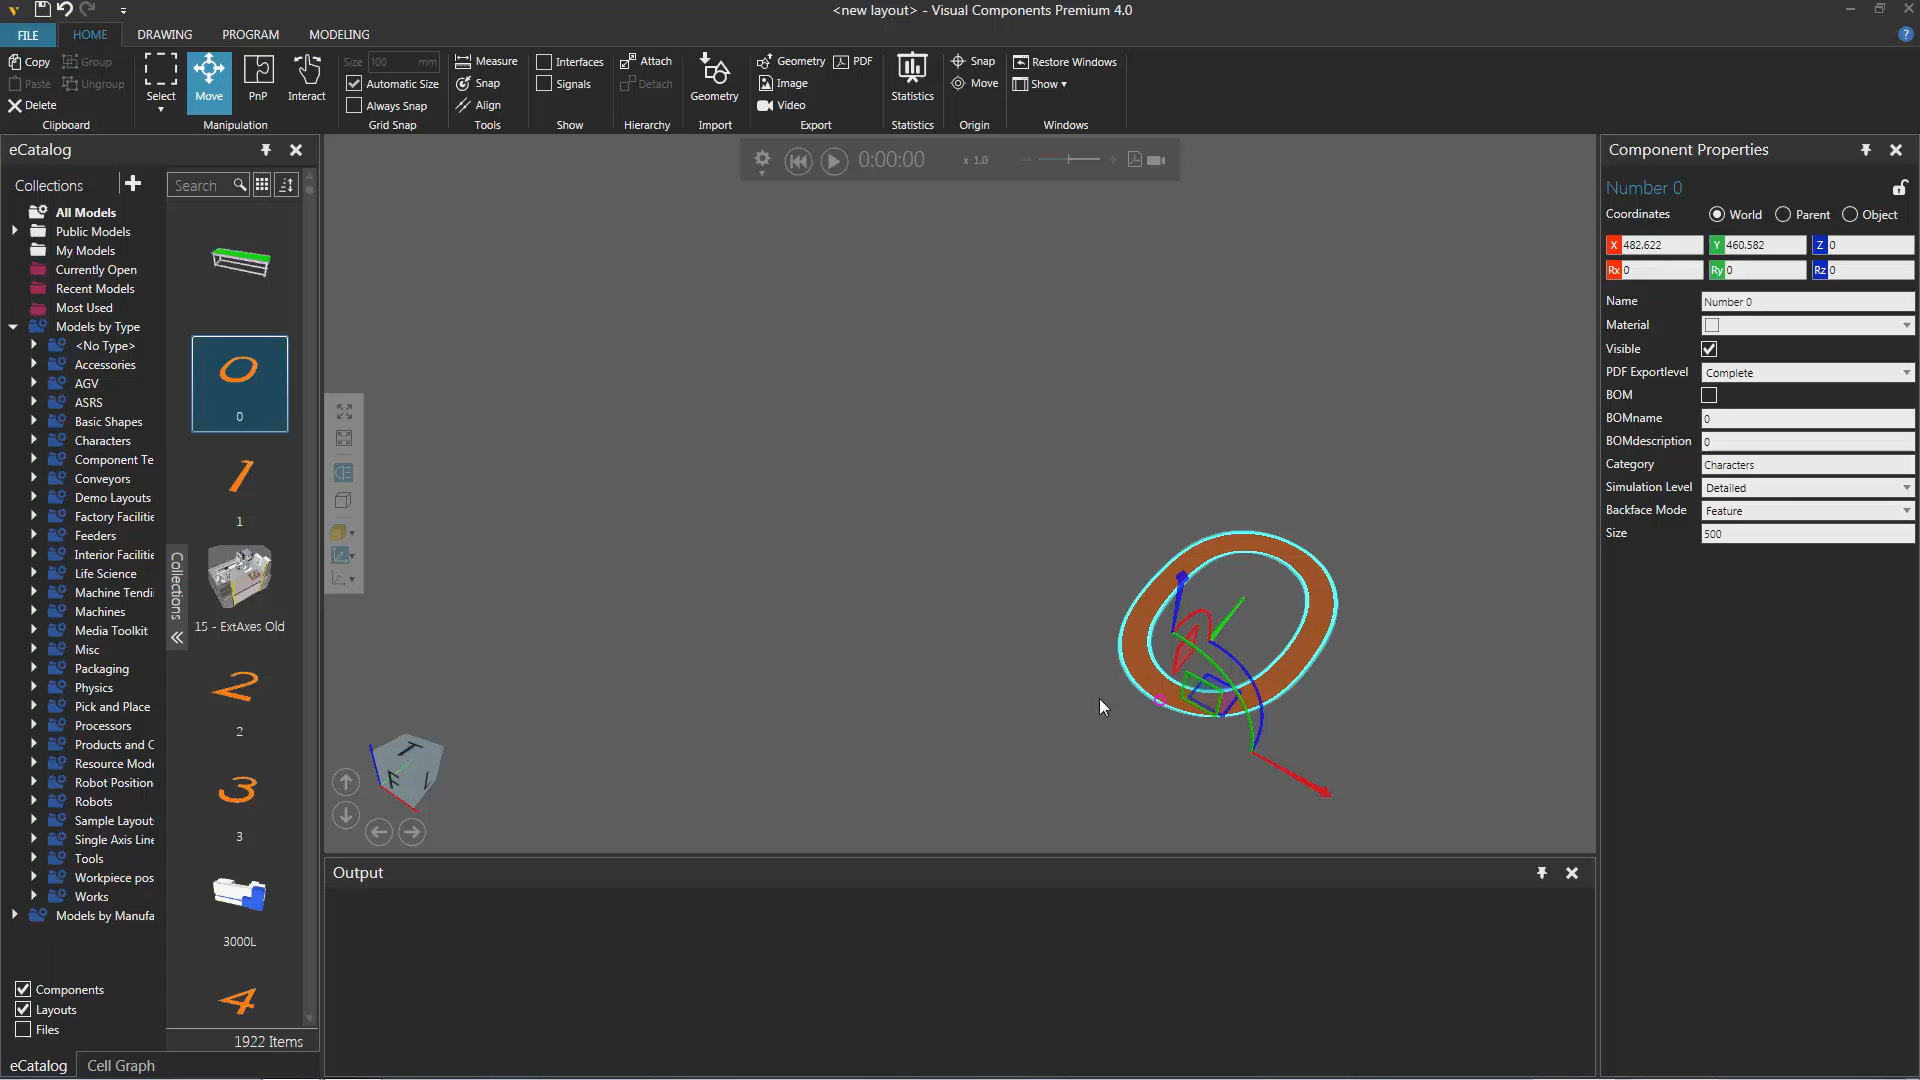 <new layout> - Visual Components Premium 4.0
FILE
HOME
DRAWING
PROGRAM
MODELING
?
Copy
Paste
Delete
Group
Ungroup
Clipboard
Select
Move
PnP
Interact
Manipulation
Size 100 mm
Automatic Size
Always Snap
Grid Snap
Measure
Snap
Align
Tools
Interfaces
Signals
Show
Attach
Detach
Hierarchy
Geometry
Import
Geometry
PDF
Image
Video
Export
Statistics
Statistics
Snap
Move
Origin
Restore Windows
Show
Windows
eCatalog
Collections
Search
All Models
Public Models
My Models
Currently Open
Recent Models
Most Used
Models by Type
<No Type>
Accessories
AGV
ASRS
Basic Shapes
Characters
Component Te
Conveyors
Demo Layouts
Factory Facilitie
Feeders
Interior Facilitie
Life Science
Machine Tendi
Machines
Media Toolkit
Misc
Packaging
Physics
Pick and Place
Processors
Products and C
Resource Mode
Robot Position
Robots
Sample Layout
Single Axis Line
Tools
Workpiece pos
Works
Models by Manufa
Components
Layouts
Files
0
0
1
1
15 - ExtAxes Old
2
2
3
3
3000L
4
Collections
1922 Items
eCatalog
Cell Graph
0:00:00
x 1.0
T
F
L
Output
Component Properties
Number 0
Coordinates
World
Parent
Object
X 482.622
Y 460.582
Z 0
Rx 0
Ry 0
Rz 0
Name
Number 0
Material
Visible
PDF Exportlevel
Complete
BOM
BOMname
0
BOMdescription
0
Category
Characters
Simulation Level
Detailed
Backface Mode
Feature
Size
500